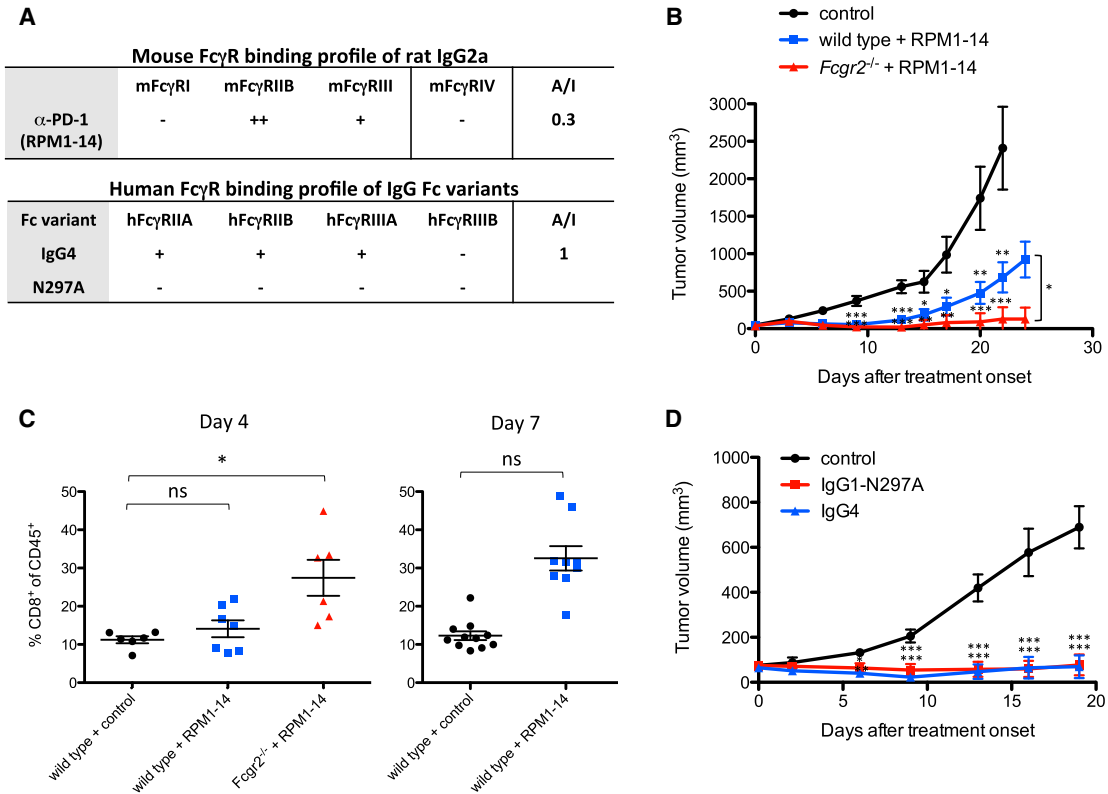 A
Mouse FcγR binding profile of rat IgG2a
mFcγRI mFcγRIIB mFcγRIII mFcγRIV A/I
α-PD-1 - ++ + - 0.3
(RPM1-14)
Human FcγR binding profile of IgG Fc variants
Fc variant hFcγRIIA hFcγRIIB hFcγRIIIA hFcγRIIIB A/I
IgG4 + + + - 1
N297A - - - -
B
control
wild type + RPM1-14
Fcgr2-/- + RPM1-14
Tumor volume (mm3)
3000
2500
2000
1500
1000
500
0
0 10 20 30
Days after treatment onset
*** *** * * ** **
*** *** ** ** *** ***
*
C
Day 4
*
ns
% CD8+ of CD45+
50
40
30
20
10
0
wild type + control
wild type + RPM1-14
Fcgr2-/- + RPM1-14
Day 7
ns
50
40
30
20
10
0
wild type + control
wild type + RPM1-14
D
control
IgG1-N297A
IgG4
Tumor volume (mm3)
1000
800
600
400
200
0
0 5 10 15 20
Days after treatment onset
* *** *** *** ***
** *** *** *** ***